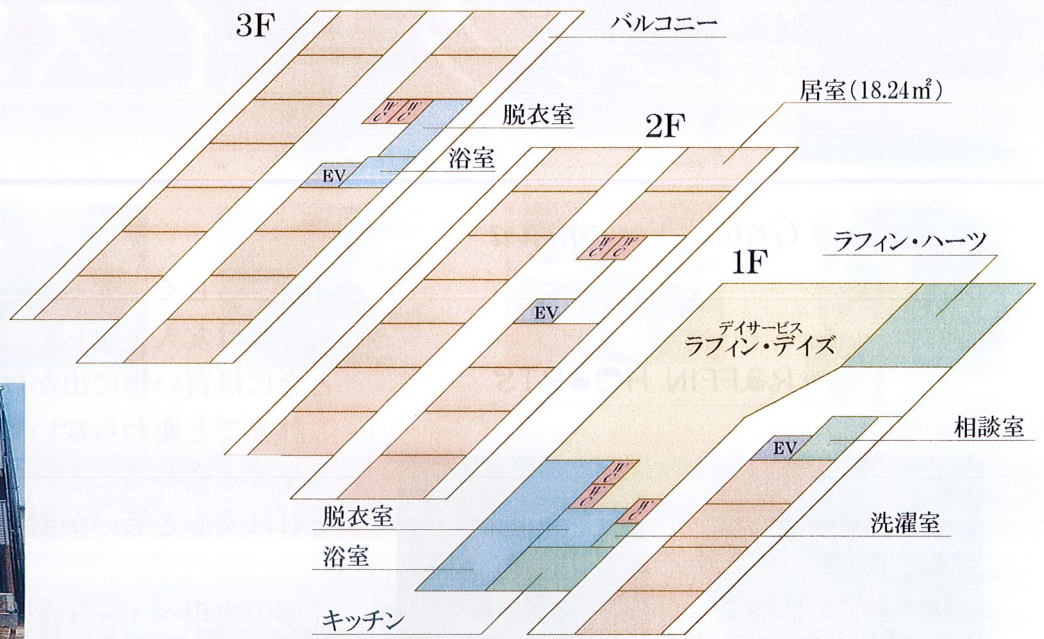 3F
バルコニー
居室(18.24㎡)
脱衣室
2F
浴室
EV
WC
WC
ラフィン・ハーツ
WC
WC
1F
EV
デイサービス
ラフィン・デイズ
相談室
EV
WC
WC
WC
脱衣室
洗濯室
浴室
キッチン